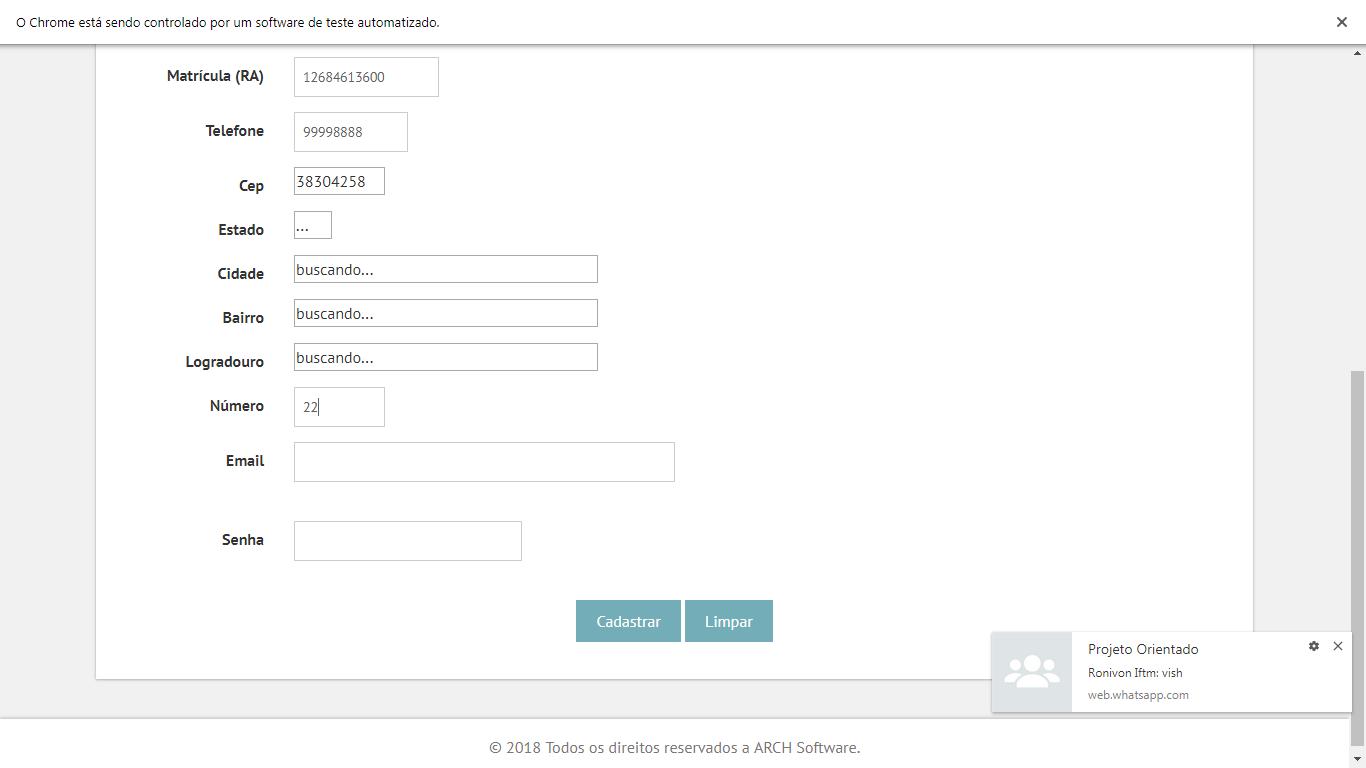 O Chrome está sendo controlado por um software de teste automatizado.
Matrícula (RA) 12684613600
Telefone 99998888
Cep 38304258
Estado ...
Cidade buscando...
Bairro buscando...
Logradouro buscando...
Número 22
Email
Senha
Cadastrar Limpar
Projeto Orientado
Ronivon Iftm: vish
web.whatsapp.com
© 2018 Todos os direitos reservados a ARCH Software.